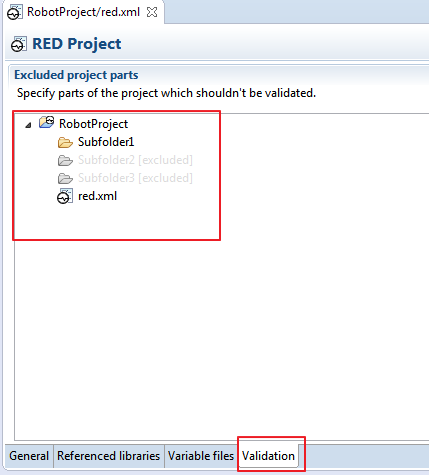 RobotProject/red.xml
RED Project
Excluded project parts
Specify parts of the project which shouldn't be validated.
RobotProject
Subfolder1
Subfolder2 [excluded]
Subfolder3 [excluded]
red.xml
General Referenced libraries Variable files Validation